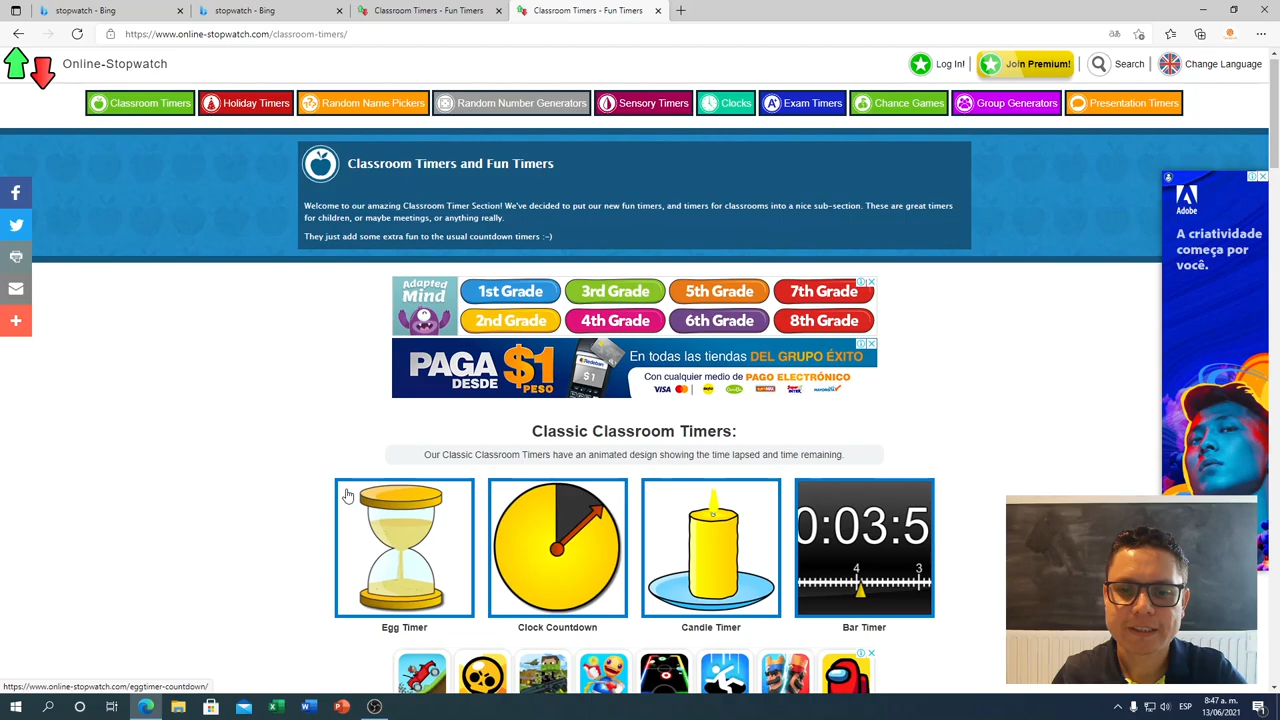 stopwatch - Bing
stopwatch - Bing
Classroom Timers - Fun Timers
Classroom Timers - Fun Timers
https://www.online-stopwatch.com/classroom-timers/
Online-Stopwatch
Log In!
Join Premium!
Search
Change Language
Classroom Timers
Holiday Timers
Random Name Pickers
Random Number Generators
Sensory Timers
Clocks
Exam Timers
Chance Games
Group Generators
Presentation Timers
Classroom Timers and Fun Timers
Welcome to our amazing Classroom Timer Section! We've decided to put our new fun timers, and timers for classrooms into a nice sub-section. These are great timers
for children, or maybe meetings, or anything really.
They just add some extra fun to the usual countdown timers :-)
Adobe
A criatividade
começa por
você.
Adapted
Mind
1st Grade
3rd Grade
5th Grade
7th Grade
2nd Grade
4th Grade
6th Grade
8th Grade
PAGA
DESDE
$1
PESO
Redeban
$1
En todas las tiendas DEL GRUPO ÉXITO
Con cualquier medio de PAGO ELECTRÓNICO
VISA
Classic Classroom Timers:
Our Classic Classroom Timers have an animated design showing the time lapsed and time remaining.
0:03:5
4
3
Egg Timer
Clock Countdown
Candle Timer
Bar Timer
https://www.online-stopwatch.com/eggtimer-countdown/
ESP
8:47 a. m.
13/06/2021